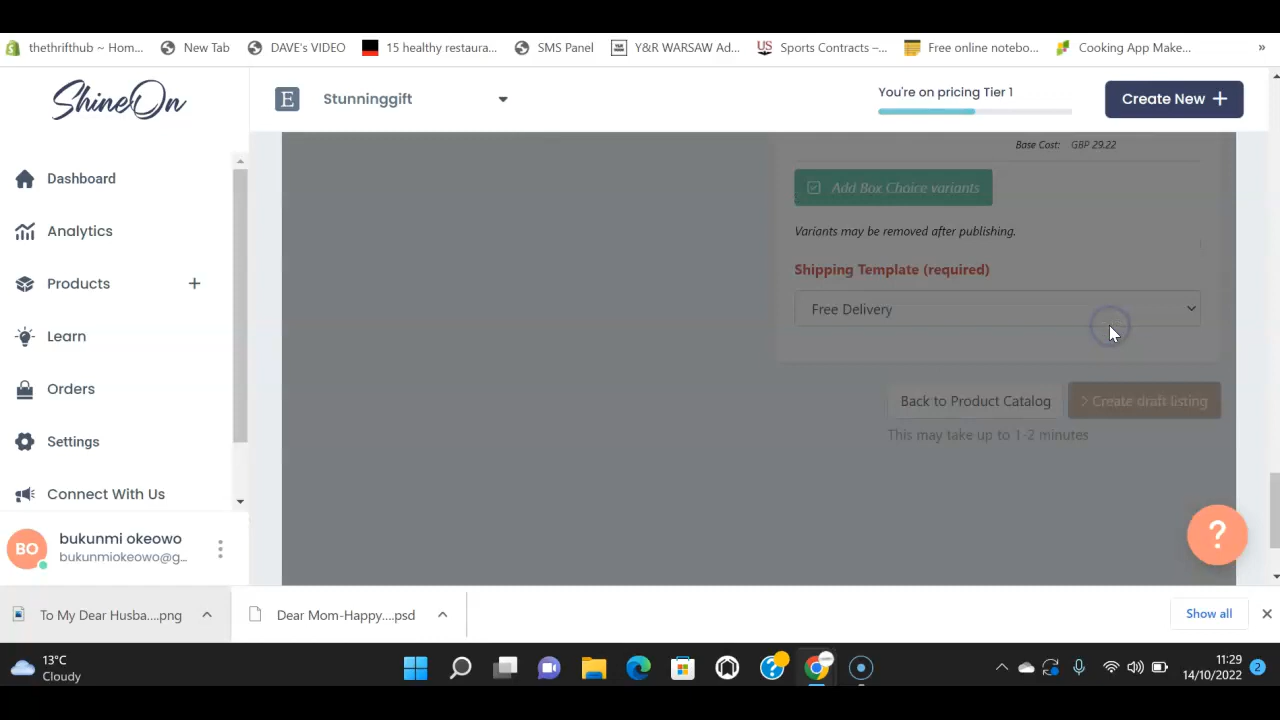 thethrifthub ~ Hom...
New Tab
DAVE's VIDEO
15 healthy restaura...
SMS Panel
Y&R WARSAW Ad...
US
Sports Contracts –...
Free online notebo...
Cooking App Make...
»
ShineOn
E
Stunninggift
You're on pricing Tier 1
Create New +
Base Cost: GBP 29.22
Dashboard
Add Box Choice variants
Analytics
Variants may be removed after publishing.
Shipping Template (required)
Products +
Free Delivery
Learn
Orders
Back to Product Catalog
Create draft listing
This may take up to 1-2 minutes
Settings
Connect With Us
BO
bukunmi okeowo
bukunmiokeowo@g...
?
To My Dear Husba....png
Dear Mom-Happy....psd
Show all
13°C
Cloudy
11:29
14/10/2022
2